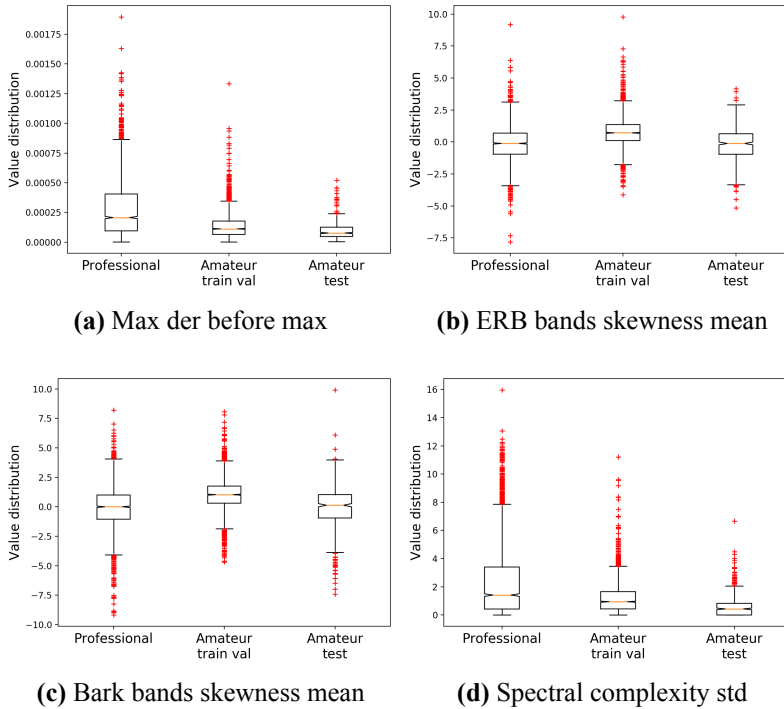 Value distribution
0.00175
0.00150
0.00125
0.00100
0.00075
0.00050
0.00025
0.00000
Professional Amateur train val Amateur test
(a) Max der before max
Value distribution
10.0
7.5
5.0
2.5
0.0
−2.5
−5.0
−7.5
Professional Amateur train val Amateur test
(b) ERB bands skewness mean
Value distribution
10.0
7.5
5.0
2.5
0.0
−2.5
−5.0
−7.5
−10.0
Professional Amateur train val Amateur test
(c) Bark bands skewness mean
Value distribution
16
14
12
10
8
6
4
2
0
Professional Amateur train val Amateur test
(d) Spectral complexity std